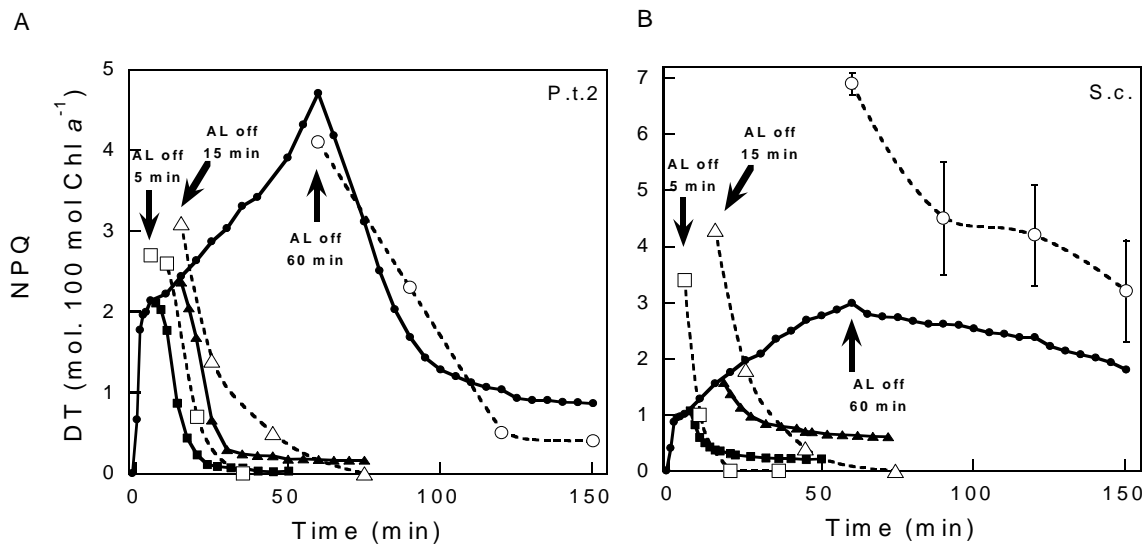 A
B
NPQ
DT (mol. 100 mol Chl a⁻¹)
5
4
3
2
1
0
P.t.2
AL off
5 min
AL off
15 min
AL off
60 min
0
50
100
150
Time (min)
7
6
5
4
3
2
1
0
S.c.
AL off
5 min
AL off
15 min
AL off
60 min
0
50
100
150
Time (min)